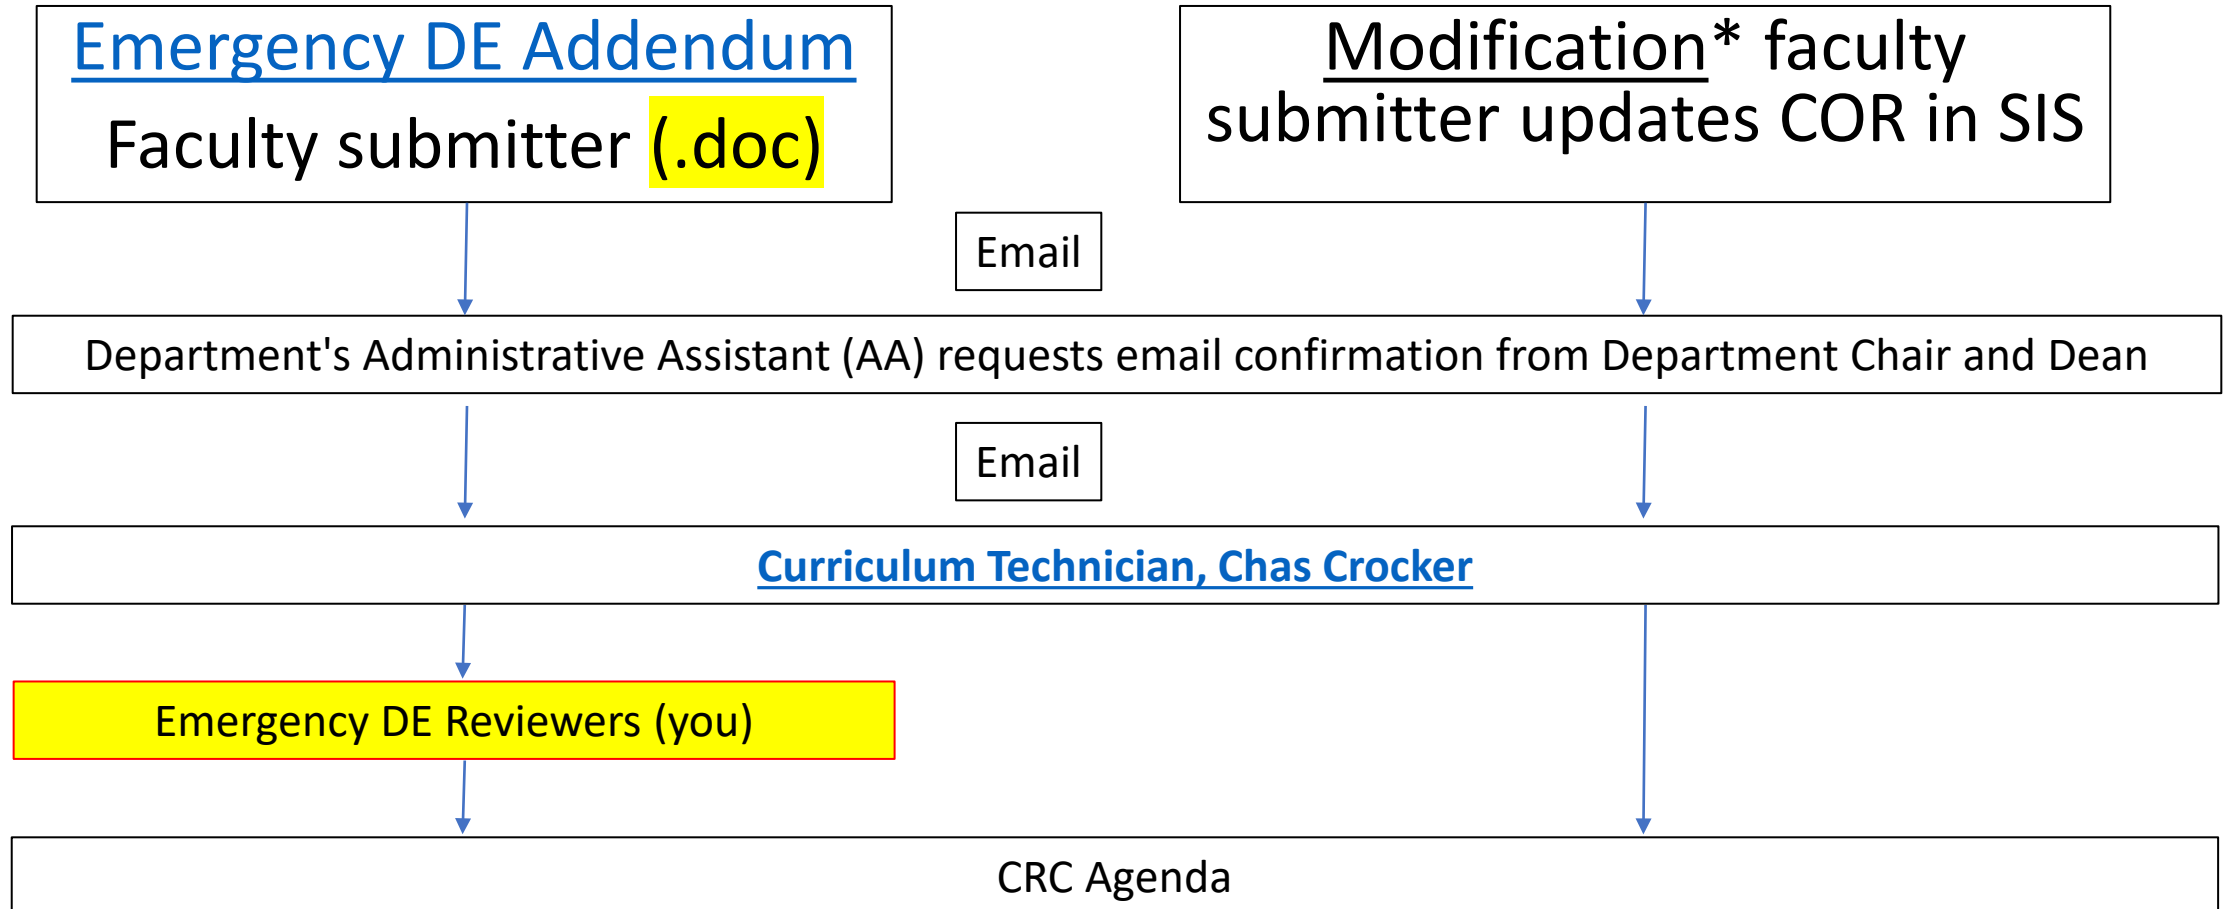 Emergency DE Addendum
Faculty submitter (.doc)
Modification* faculty
submitter updates COR in SIS
Email
Department's Administrative Assistant (AA) requests email confirmation from Department Chair and Dean
Email
Curriculum Technician, Chas Crocker
Emergency DE Reviewers (you)
CRC Agenda